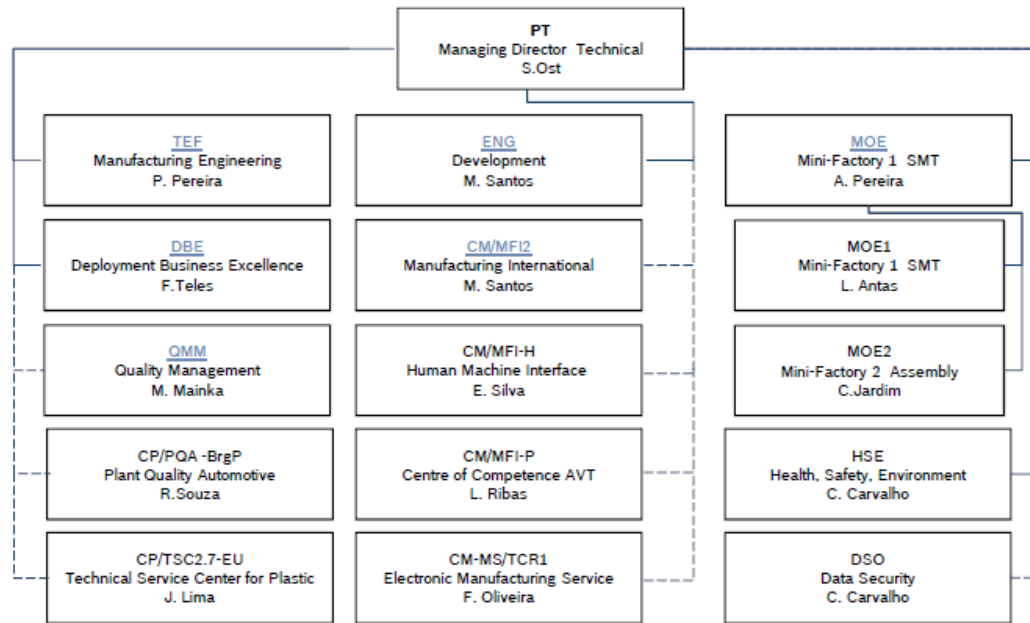 PT
Managing Director Technical
S.Ost
TEF
Manufacturing Engineering
P. Pereira
ENG
Development
M. Santos
MOE
Mini-Factory 1 SMT
A. Pereira
DBE
Deployment Business Excellence
F.Teles
CM/MFI2
Manufacturing International
M. Santos
MOE1
Mini-Factory 1 SMT
L. Antas
QMM
Quality Management
M. Mainka
CM/MFI-H
Human Machine Interface
E. Silva
MOE2
Mini-Factory 2 Assembly
C.Jardim
CP/PQA -BrgP
Plant Quality Automotive
R.Souza
CM/MFI-P
Centre of Competence AVT
L. Ribas
HSE
Health, Safety, Environment
C. Carvalho
CP/TSC2.7-EU
Technical Service Center for Plastic
J. Lima
CM-MS/TCR1
Electronic Manufacturing Service
F. Oliveira
DSO
Data Security
C. Carvalho